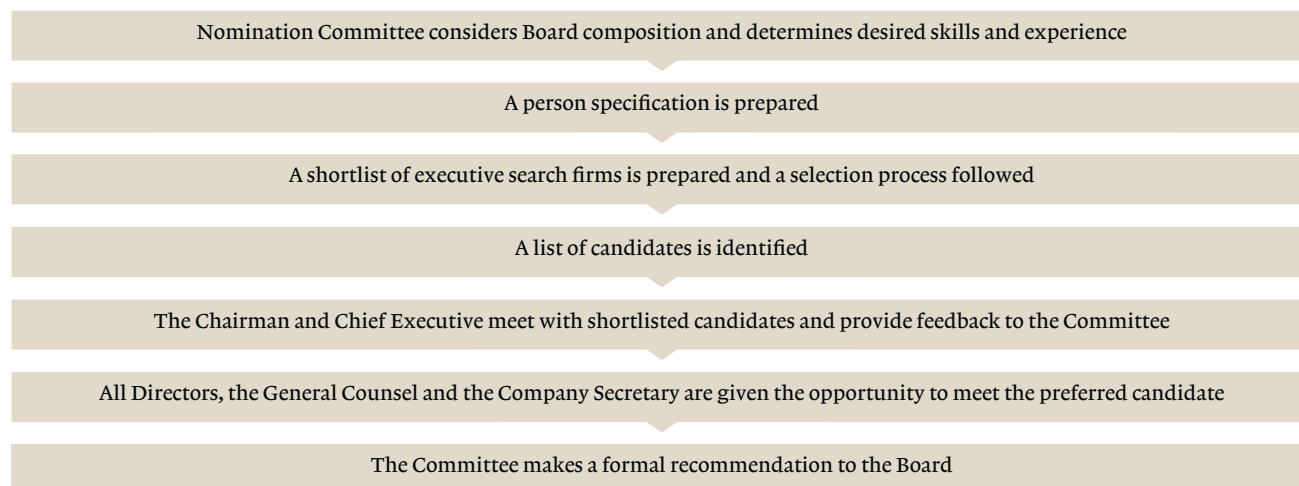 Nomination Committee considers Board composition and determines desired skills and experience
A person specification is prepared
A shortlist of executive search firms is prepared and a selection process followed
A list of candidates is identified
The Chairman and Chief Executive meet with shortlisted candidates and provide feedback to the Committee
All Directors, the General Counsel and the Company Secretary are given the opportunity to meet the preferred candidate
The Committee makes a formal recommendation to the Board